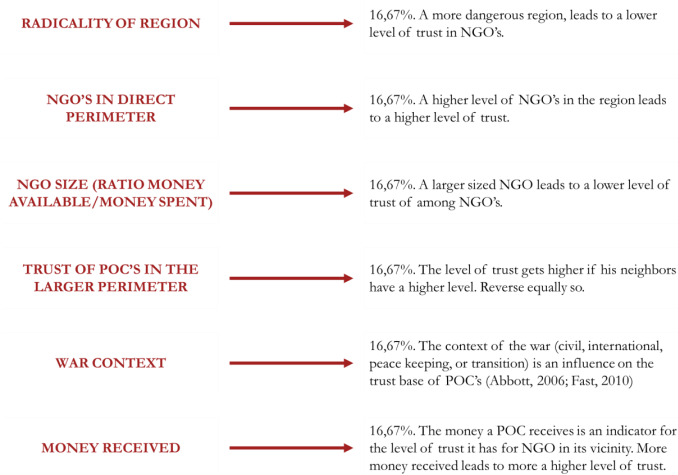 RADICALITY OF REGION
16,67%. A more dangerous region, leads to a lower
level of trust in NGO's.
NGO'S IN DIRECT
PERIMETER
16,67%. A higher level of NGO's in the region leads
to a higher level of trust.
NGO SIZE (RATIO MONEY
AVAILABLE/MONEY SPENT)
16,67%. A larger sized NGO leads to a lower level of
trust of among NGO's.
TRUST OF POC'S IN THE
LARGER PERIMETER
16,67%. The level of trust gets higher if his neighbors
have a higher level. Reverse equally so.
WAR CONTEXT
16,67%. The context of the war (civil, international,
peace keeping, or transition) is an influence on the
trust base of POC's (Abbott, 2006; Fast, 2010)
MONEY RECEIVED
16,67%. The money a POC receives is an indicator for
the level of trust it has for NGO in its vicinity. More
money received leads to more a higher level of trust.